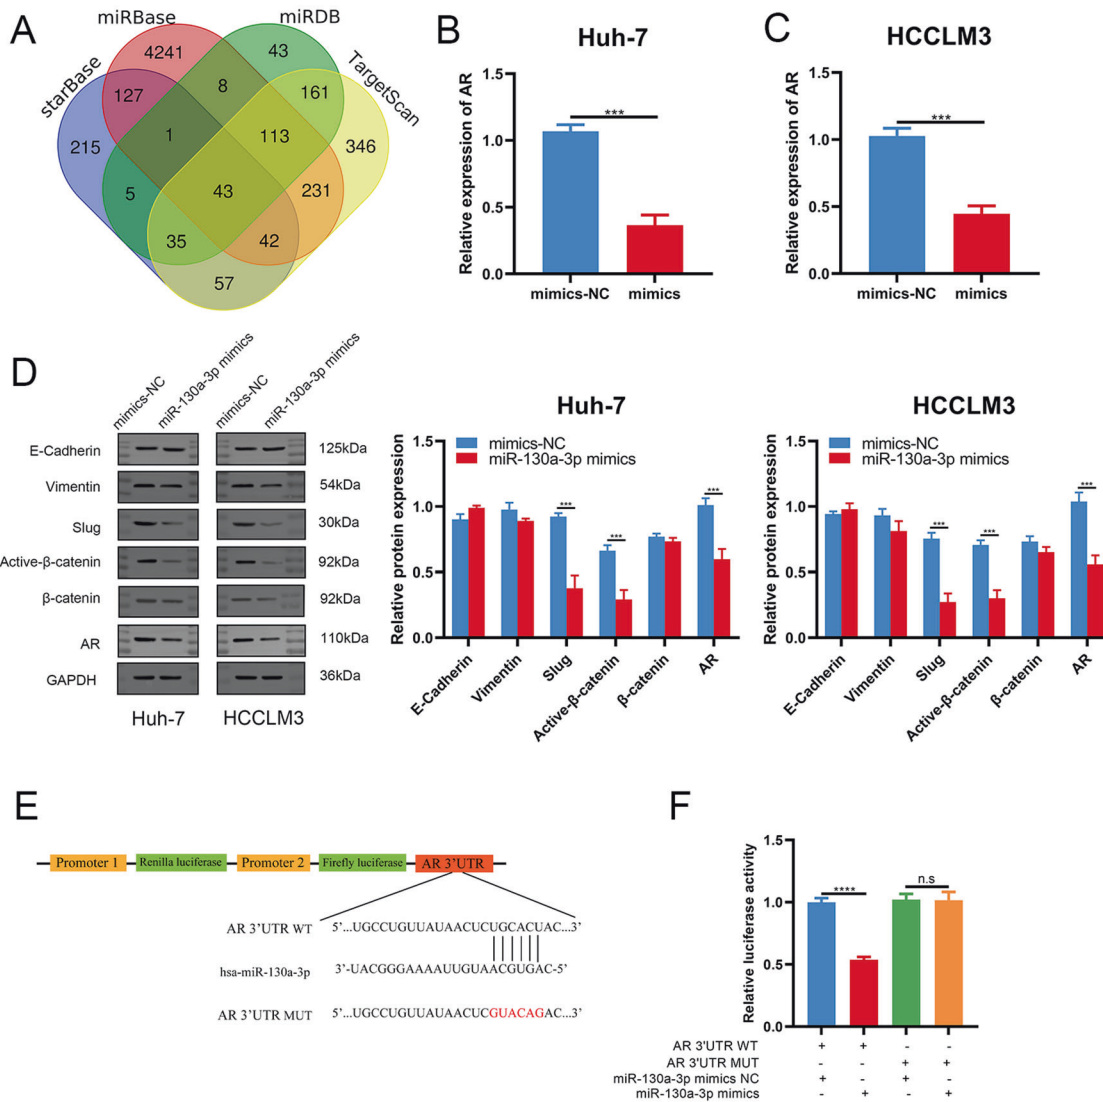 A
miRBase
miRDB
starBase
TargetScan
4241
43
127
8
161
215
1
113
346
5
43
231
35
42
57
B
Huh-7
Relative expression of AR
1.5
1.0
0.5
0.0
***
mimics-NC
mimics
C
HCCLM3
Relative expression of AR
1.5
1.0
0.5
0.0
***
mimics-NC
mimics
D
mimics-NC
miR-130a-3p mimics
mimics-NC
miR-130a-3p mimics
E-Cadherin
125kDa
Vimentin
54kDa
Slug
30kDa
Active-β-catenin
92kDa
β-catenin
92kDa
AR
110kDa
GAPDH
36kDa
Huh-7
HCCLM3
Huh-7
Relative protein expression
1.5
1.0
0.5
0.0
mimics-NC
miR-130a-3p mimics
***
***
***
E-Cadherin
Vimentin
Slug
Active-β-catenin
β-catenin
AR
HCCLM3
Relative protein expression
1.5
1.0
0.5
0.0
mimics-NC
miR-130a-3p mimics
***
***
***
E-Cadherin
Vimentin
Slug
Active-β-catenin
β-catenin
AR
E
Promoter 1
Renilla luciferase
Promoter 2
Firefly luciferase
AR 3'UTR
AR 3'UTR WT
5'...UGCCUGUUAUAACUCUGCACUAC...3'
hsa-miR-130a-3p
3'-UACGGGAAAAUUGUAACGUGAC-5'
AR 3'UTR MUT
5'...UGCCUGUUAUAACUCGUACAGAC...3'
F
Relative luciferase activity
1.5
1.0
0.5
0.0
****
n.s
AR 3'UTR WT + + - -
AR 3'UTR MUT - - + +
miR-130a-3p mimics NC + - + -
miR-130a-3p mimics - + - +